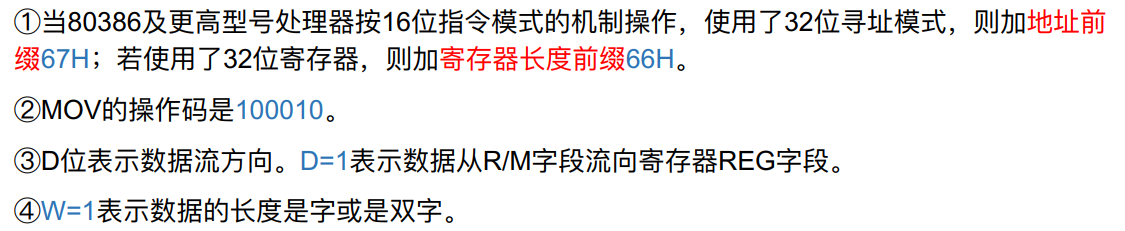 ①当80386及更高型号处理器按16位指令模式的机制操作，使用了32位寻址模式，则加地址前
缀67H；若使用了32位寄存器，则加寄存器长度前缀66H。
②MOV的操作码是100010。
③D位表示数据流方向。D=1表示数据从R/M字段流向寄存器REG字段。
④W=1表示数据的长度是字或是双字。